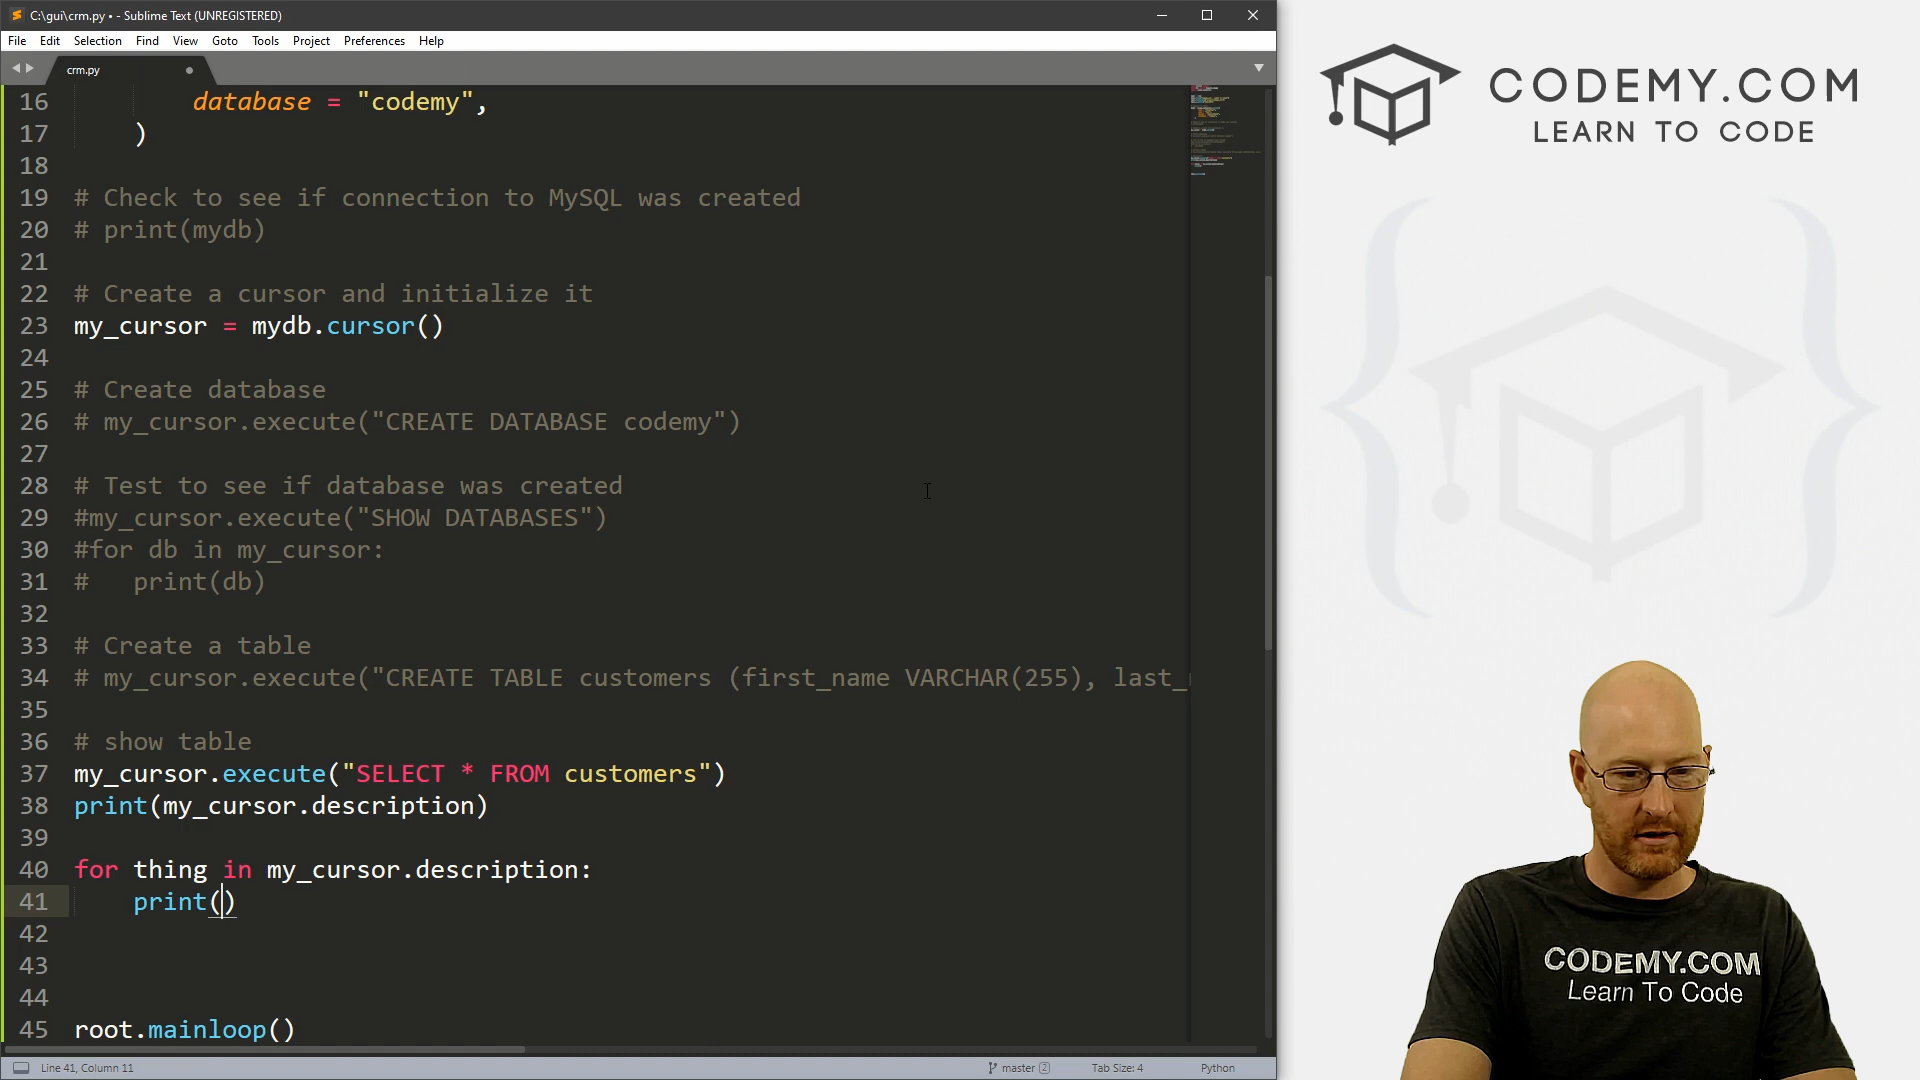 C:\gui\crm.py • - Sublime Text (UNREGISTERED)
File Edit Selection Find View Goto Tools Project Preferences Help
crm.py
16 database = "codemy",
17 )
18
19 # Check to see if connection to MySQL was created
20 # print(mydb)
21
22 # Create a cursor and initialize it
23 my_cursor = mydb.cursor()
24
25 # Create database
26 # my_cursor.execute("CREATE DATABASE codemy")
27
28 # Test to see if database was created
29 #my_cursor.execute("SHOW DATABASES")
30 #for db in my_cursor:
31 # print(db)
32
33 # Create a table
34 # my_cursor.execute("CREATE TABLE customers (first_name VARCHAR(255), last_
35
36 # show table
37 my_cursor.execute("SELECT * FROM customers")
38 print(my_cursor.description)
39
40 for thing in my_cursor.description:
41 print()
42
43
44
45 root.mainloop()
Line 41, Column 11
master 2
Tab Size: 4
Python
CODEMY.COM
LEARN TO CODE
CODEMY.COM
Learn To Code